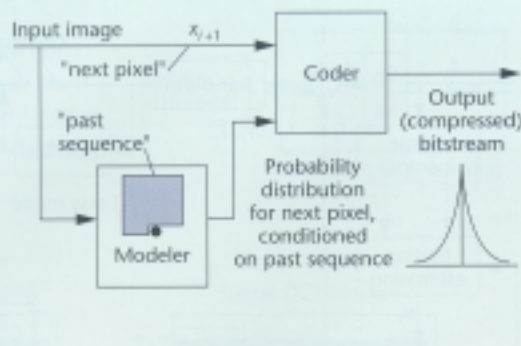 Input image
x_{i+1}
"next pixel"
Coder
Output
(compressed)
bitstream
"past
sequence"
Modeler
Probability
distribution
for next pixel,
conditioned
on past sequence